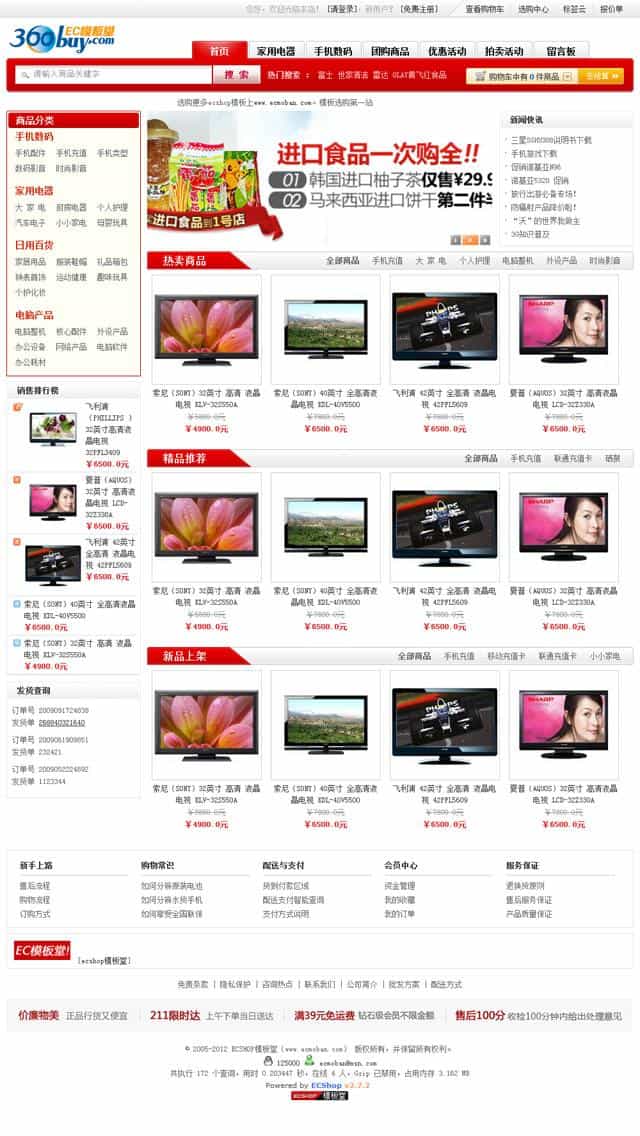 您好，欢迎光临本店！ [请登录]，新用户？ [免费注册]
查看购物车 选购中心 标签云 报价单
360buy.com EC模板堂
首页 家用电器 手机数码 团购商品 优惠活动 拍卖活动 留言板
请输入商品关键字
搜 索
热门搜索 ： 富士 世家清洁 雷达 OLAY 黄飞红食品
购物车中有 0 件商品
去结算 »
选购更多ecshop模板上www.ecmoban.com- 模板选购第一站
商品分类
手机数码
手机配件 手机充值 手机类型
数码影音 时尚影音
家用电器
大 家 电 厨房电器 个人护理
汽车电子 小小家电 母婴玩具
日用百货
家居用品 服装鞋帽 礼品箱包
钟表首饰 运动健康 趣味玩具
个护化妆
电脑产品
电脑整机 核心配件 外设产品
办公设备 网络产品 电脑软件
办公耗材
进口食品一次购全!!
01 韩国进口柚子茶仅售¥29.9
02 马来西亚进口饼干第二件
进口食品到1号店
1 2 3
新闻快讯
三星SGH
说明书下载
手机游戏下载
促销诺基亚N96
诺基亚5320 促销
旅行出游必备专场！
防辐射产品降价啦！
“沃”的世界我做主
3G知识普及
热卖商品
全部商品 手机充值 大 家 电 个人护理 电脑整机 外设产品 时尚影音
索尼（SONY）32英寸 高清 液晶
电视 KLV-32S550A
￥5880.0元
￥4900.0元
索尼（SONY）40英寸 全高清液
晶电视 KDL-40V5500
￥7800.0元
￥6500.0元
飞利浦 42英寸 全高清 液晶
电视 42PFL5609
￥7800.0元
￥6500.0元
SHARP
夏普（AQUOS）32英寸 高清 液晶
电视 LCD-32Z330A
￥7800.0元
￥6500.0元
销售排行榜
飞利浦
（PHILIPS ）
32英寸高清液
晶电视
32PFL3409
￥6500.0元
夏普（AQUOS）
32英寸 高清
液晶电视 LCD-
32Z330A
￥6500.0元
飞利浦 42英寸
全高清 液晶电
视 42PFL5609
￥6500.0元
索尼（SONY）40英寸 全高清液晶
电视 KDL-40V5500
￥6500.0元
索尼（SONY）32英寸 高清 液晶
电视 KLV-32S550A
￥4900.0元
精品推荐
全部商品 手机充值 联通充值卡 硒鼓
索尼（SONY）32英寸 高清 液晶
电视 KLV-32S550A
￥5880.0元
￥4900.0元
索尼（SONY）40英寸 全高清液
晶电视 KDL-40V5500
￥7800.0元
￥6500.0元
飞利浦 42英寸 全高清 液晶
电视 42PFL5609
￥7800.0元
￥6500.0元
SHARP
夏普（AQUOS）32英寸 高清 液晶
电视 LCD-32Z330A
￥7800.0元
￥6500.0元
新品上架
全部商品 手机充值 移动充值卡 联通充值卡 小小家电
索尼（SONY）32英寸 高清 液晶
电视 KLV-32S550A
￥5880.0元
￥4900.0元
索尼（SONY）40英寸 全高清液
晶电视 KDL-40V5500
￥7800.0元
￥6500.0元
飞利浦 42英寸 全高清 液晶
电视 42PFL5609
￥7800.0元
￥6500.0元
SHARP
夏普（AQUOS）32英寸 高清 液晶
电视 LCD-32Z330A
￥7800.0元
￥6500.0元
发货查询
订单号 2009091724838
发货单 288840321640
订单号 2009061909851
发货单 232421
订单号 2009052224892
发货单 1123344
新手上路
售后流程
购物流程
订购方式
购物常识
如何分辨原装电池
如何分辨水货手机
如何享受全国联保
配送与支付
货到付款区域
配送支付智能查询
支付方式说明
会员中心
资金管理
我的收藏
我的订单
服务保证
退换货原则
售后服务保证
产品质量保证
EC模板堂! [ecshop模板堂]
免责条款 | 隐私保护 | 咨询热点 | 联系我们 | 公司简介 | 批发方案 | 配送方式
价廉物美 正品行货又便宜 211限时达 上午下单当日送达 满39元免运费 钻石级会员不限金额 售后100分 收检100分钟内给出处理意见
© 2005-2012 ECSHOP模板堂（www.ecmoban.com） 版权所有，并保留所有权利。
125000 ecmoban@msn.com
共执行 172 个查询，用时 0.203447 秒，在线 4 人，Gzip 已禁用，占用内存 3.162 MB
Powered by ECShop v2.7.2
ECSHOP 模板堂